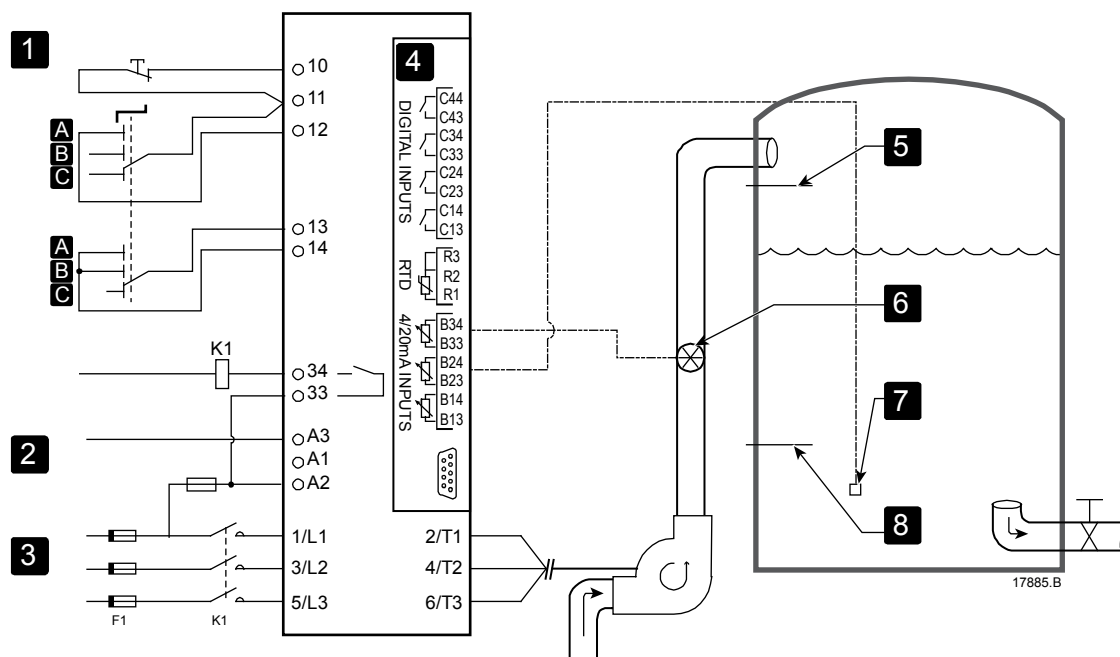 1
10
11
12
A
B
C
13
14
A
B
C
K1
34
33
2
A3
A1
A2
3
1/L1
3/L2
5/L3
F1
K1
2/T1
4/T2
6/T3
4
DIGITAL INPUTS
C44
C43
C34
C33
C24
C23
C14
C13
RTD
R3
R2
R1
4/20mA INPUTS
B34
B33
B24
B23
B14
B13
5
6
7
8
17885.B